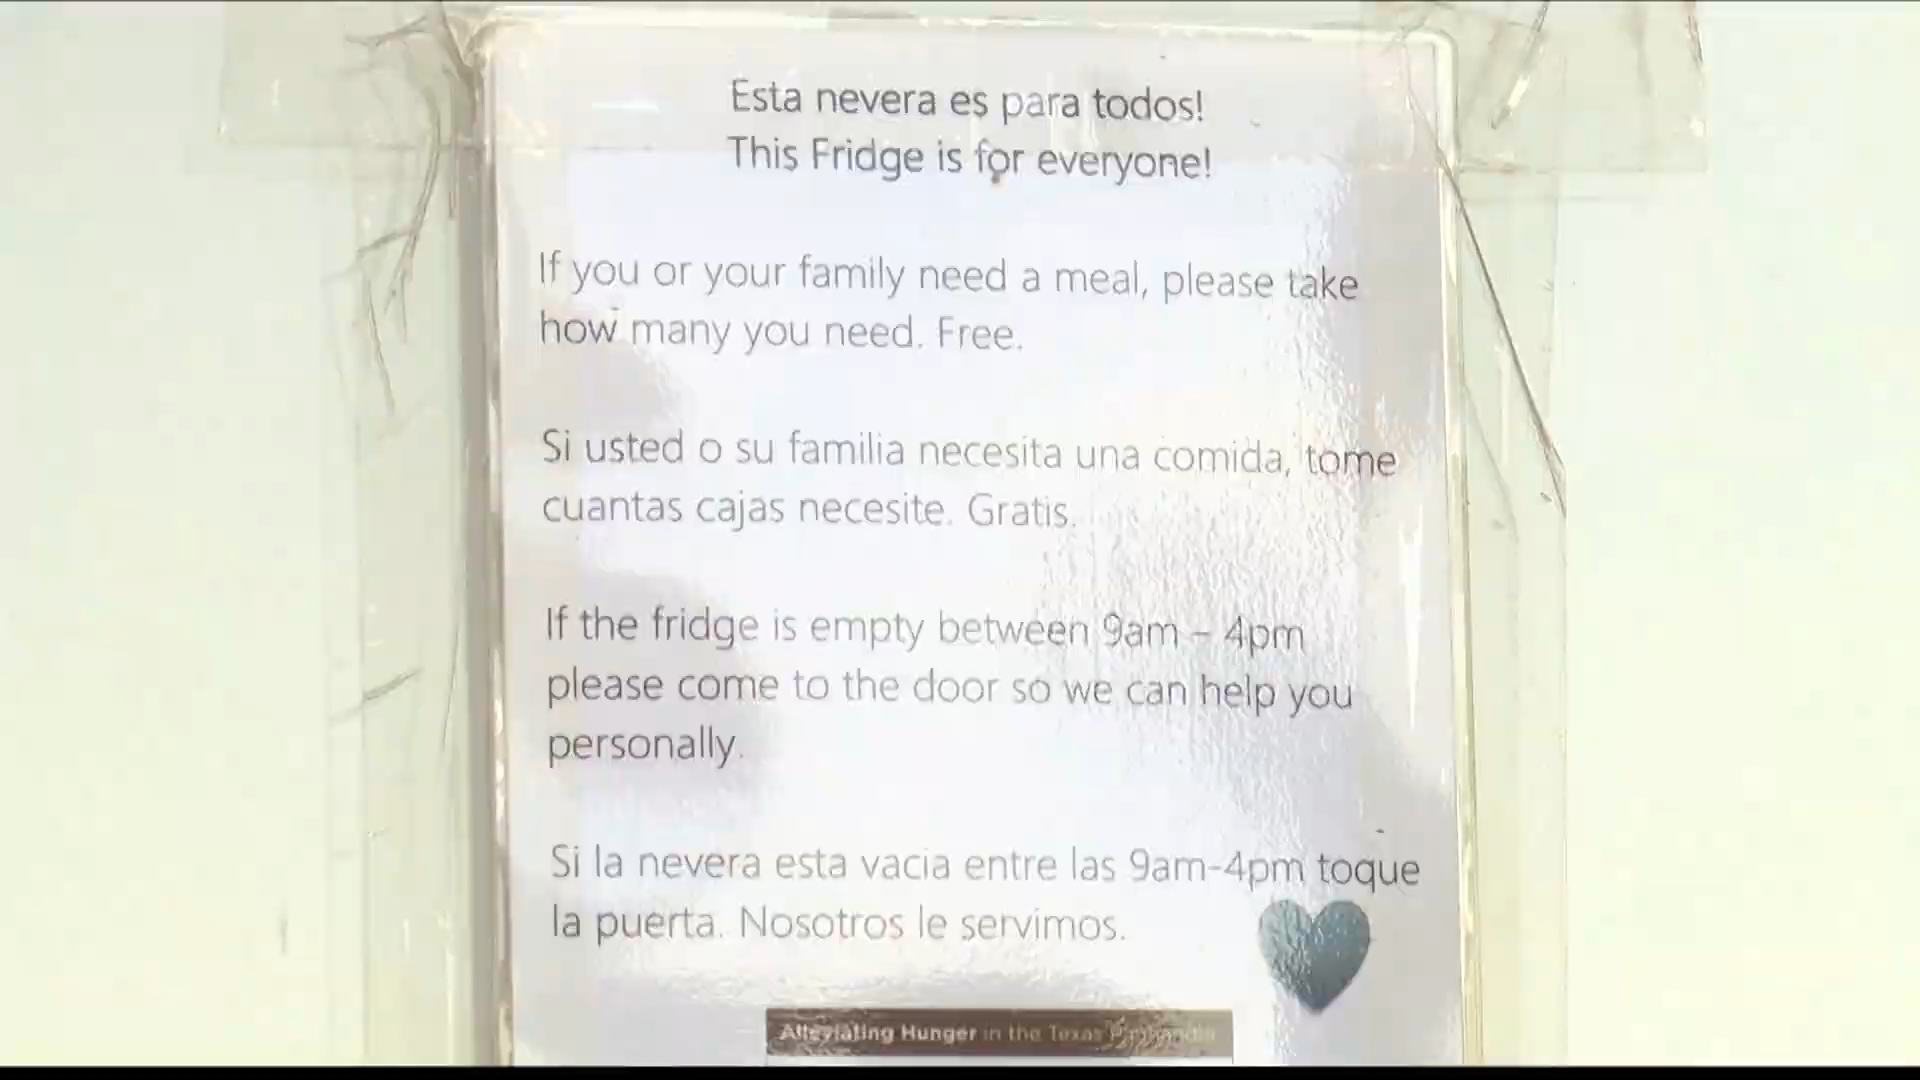 Esta nevera es para todos!
This Fridge is for everyone!
If you or your family need a meal, please take
how many you need. Free.
Si usted o su familia necesita una comida, tome
cuantas cajas necesite. Gratis.
If the fridge is empty between 9am – 4pm
please come to the door so we can help you
personally.
Si la nevera esta vacia entre las 9am-4pm toque
la puerta. Nosotros le servimos.
Alleviating Hunger in the Texas Panhandle